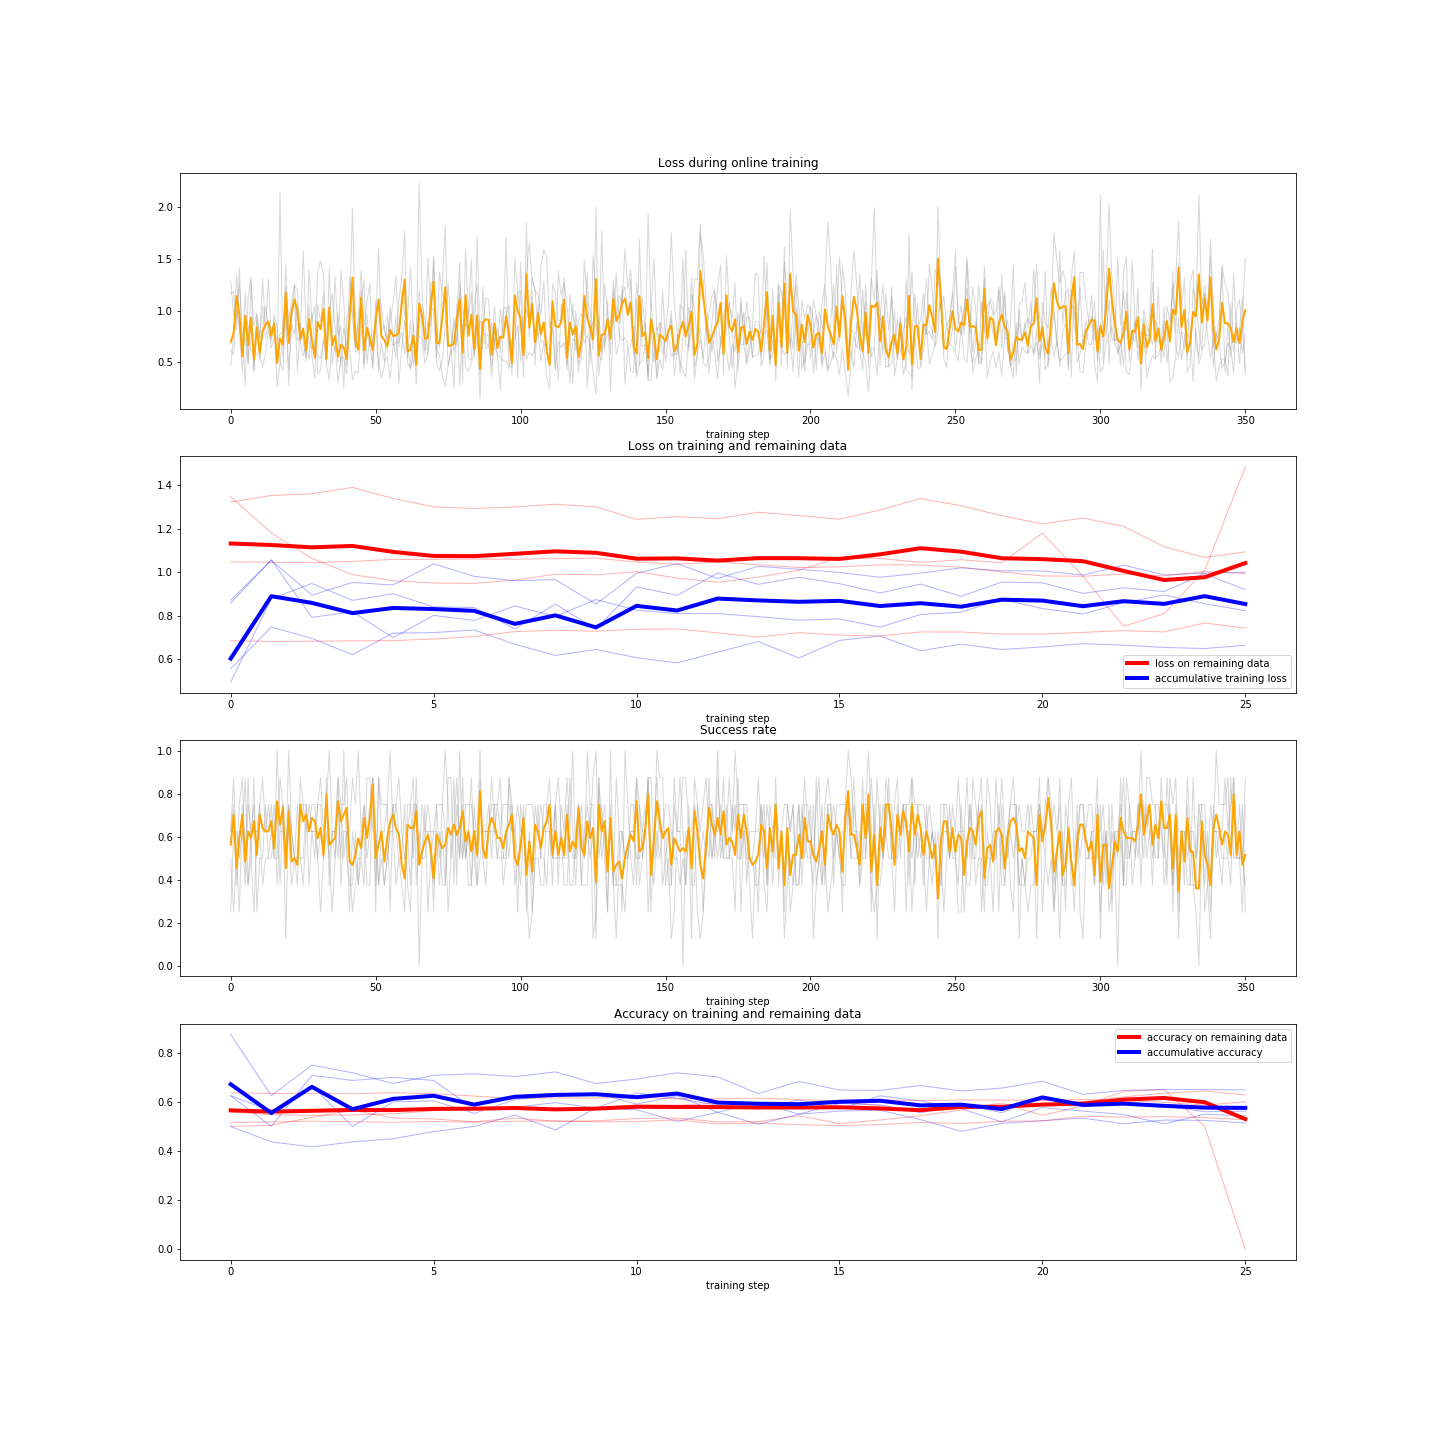 Loss during online training
2.0
1.5
1.0
0.5
0 50 100 150 200 250 300 350
training step
Loss on training and remaining data
1.4
1.2
1.0
0.8
0.6
loss on remaining data
accumulative training loss
0 5 10 15 20 25
training step
Success rate
1.0
0.8
0.6
0.4
0.2
0.0
0 50 100 150 200 250 300 350
training step
Accuracy on training and remaining data
accuracy on remaining data
accumulative accuracy
0.8
0.6
0.4
0.2
0.0
0 5 10 15 20 25
training step